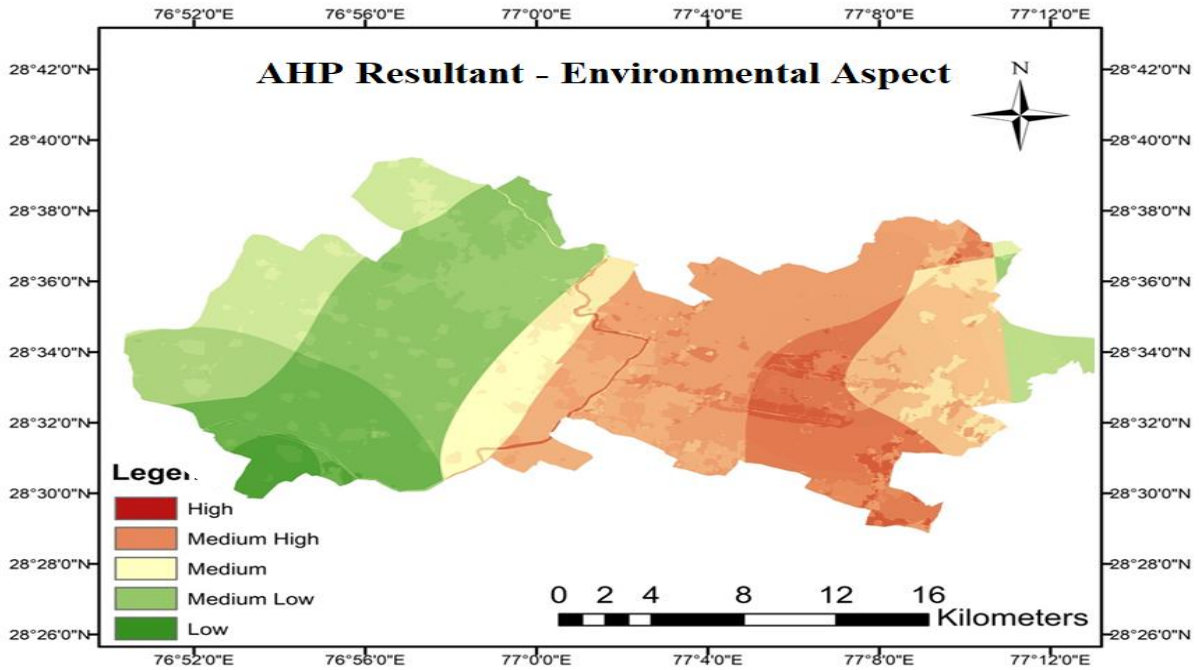 76°52'0"E 76°56'0"E 77°0'0"E 77°4'0"E 77°8'0"E 77°12'0"E
AHP Resultant - Environmental Aspect
N
28°42'0"N 28°42'0"N
28°40'0"N 28°40'0"N
28°38'0"N 28°38'0"N
28°36'0"N 28°36'0"N
28°34'0"N 28°34'0"N
28°32'0"N 28°32'0"N
28°30'0"N 28°30'0"N
28°28'0"N 28°28'0"N
28°26'0"N 28°26'0"N
High
Medium High
Medium
Medium Low
Low
0 2 4 8 12 16
Kilometers
76°52'0"E 76°56'0"E 77°0'0"E 77°4'0"E 77°8'0"E 77°12'0"E